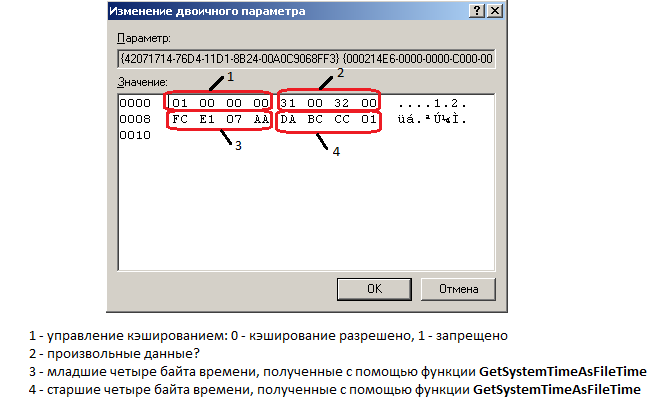 Изменение двоичного параметра
Параметр:
{42071714-76D4-11D1-8B24-00A0C9068FF3} {000214E6-0000-0000-C000-00
Значение:
1
2
0000 01 00 00 00 31 00 32 00 ....1.2.
0008 FC E1 07 AA DA BC CC 01 üá.ªÚ¼Ì.
0010
3
4
OK
Отмена
1 - управление кэшированием: 0 - кэширование разрешено, 1 - запрещено
2 - произвольные данные?
3 - младшие четыре байта времени, полученные с помощью функции GetSystemTimeAsFileTime
4 - старшие четыре байта времени, полученные с помощью функции GetSystemTimeAsFileTime